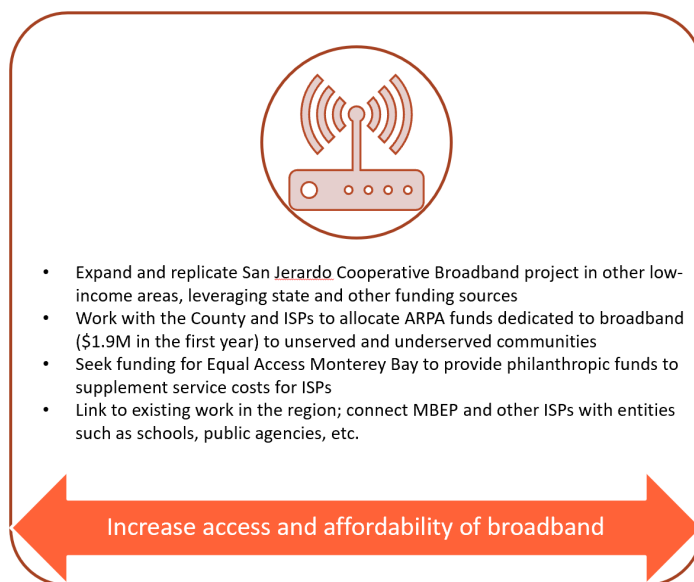 • Expand and replicate San Jerardo Cooperative Broadband project in other low-
income areas, leveraging state and other funding sources
• Work with the County and ISPs to allocate ARPA funds dedicated to broadband
($1.9M in the first year) to unserved and underserved communities
• Seek funding for Equal Access Monterey Bay to provide philanthropic funds to
supplement service costs for ISPs
• Link to existing work in the region; connect MBEP and other ISPs with entities
such as schools, public agencies, etc.
Increase access and affordability of broadband